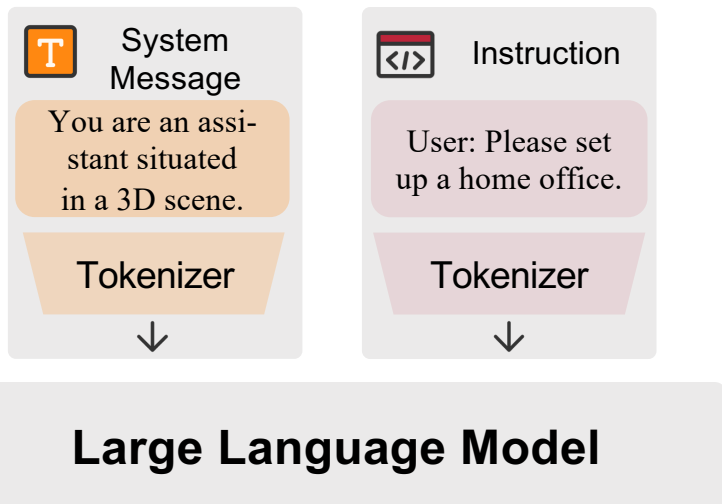 T
System
Message
You are an assi-
stant situated
in a 3D scene.
Tokenizer
</>
Instruction
User: Please set
up a home office.
Tokenizer
Large Language Model